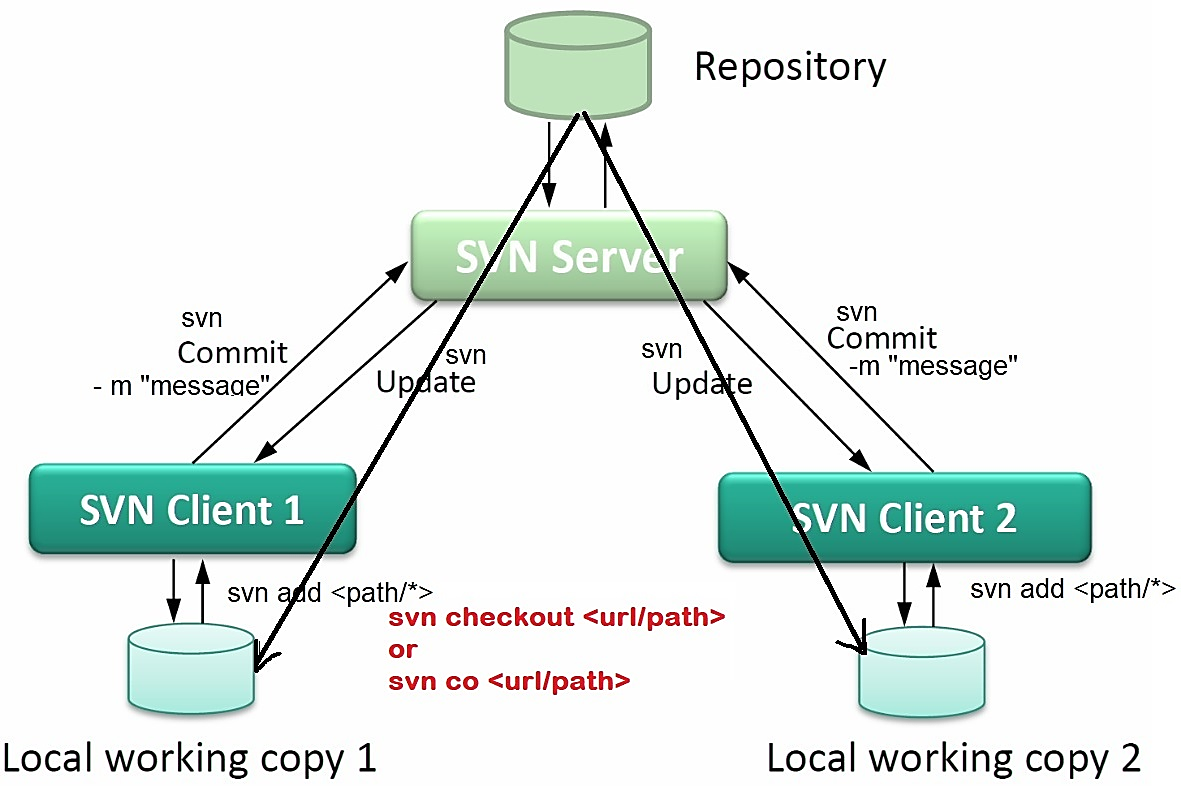 Repository
SVN Server
svn
Commit
- m "message"
svn
Update
svn
Update
svn
Commit
-m "message"
SVN Client 1
SVN Client 2
svn add <path/*>
svn add <path/*>
svn checkout <url/path>
or
svn co <url/path>
Local working copy 1
Local working copy 2